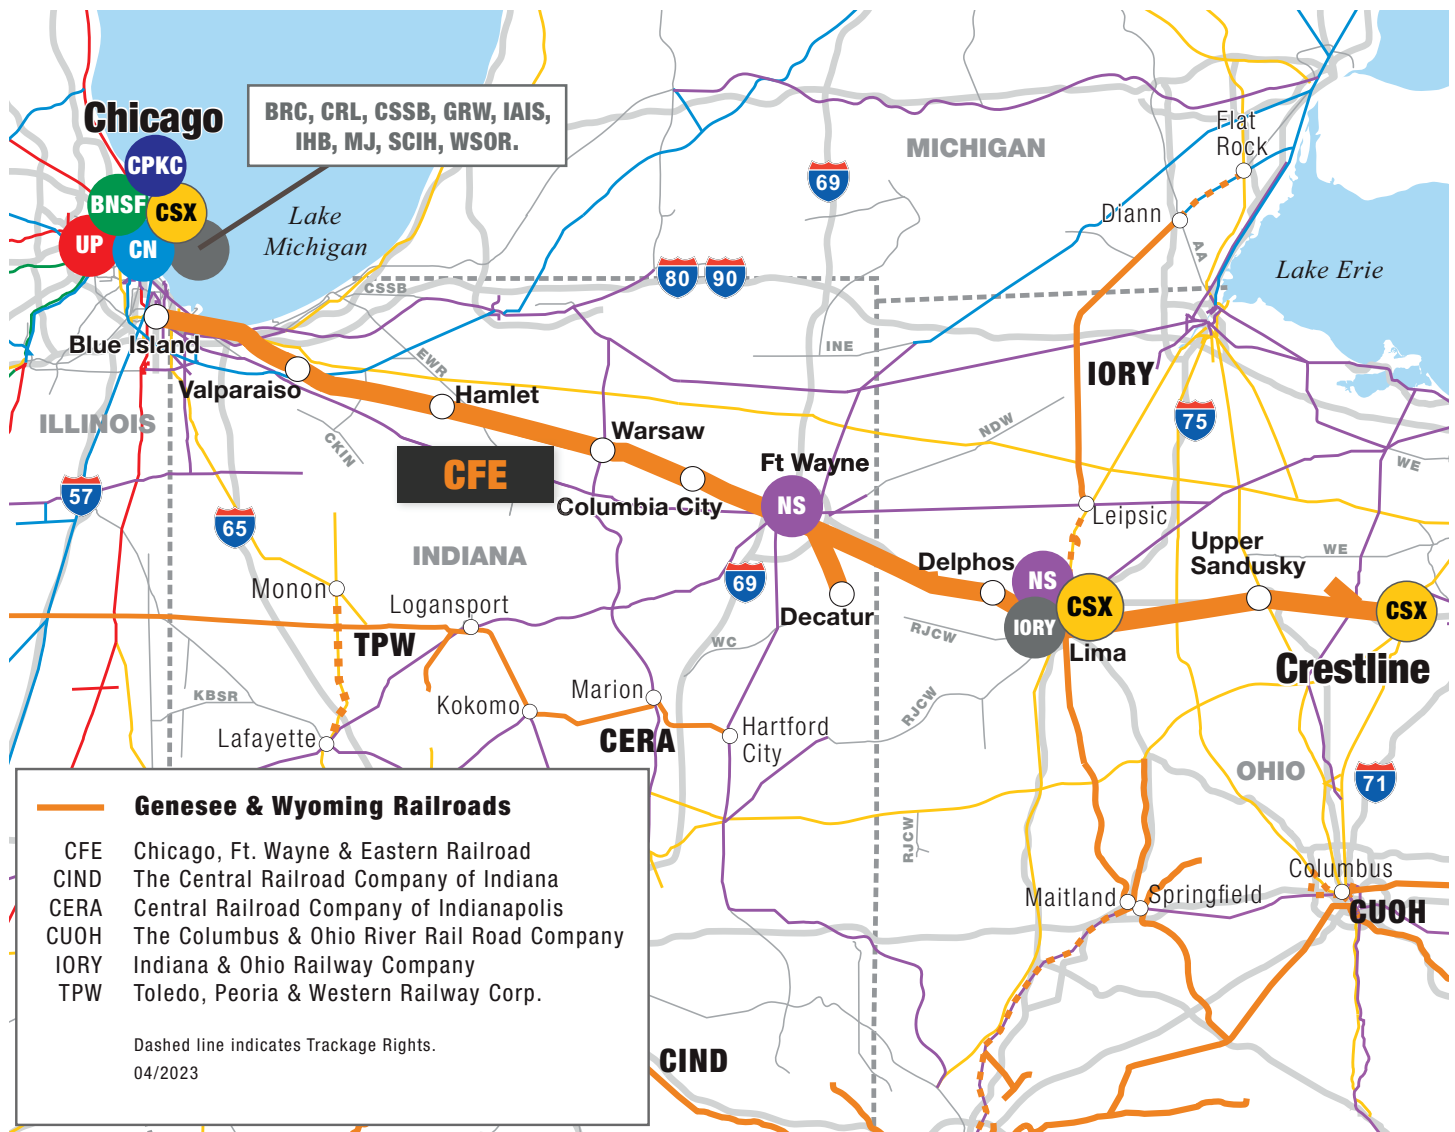 Chicago
CPKC
BNSF
CSX
UP
CN
BRC, CRL, CSSB, GRW, IAIS,
IHB, MJ, SCIH, WSOR.
Lake
Michigan
MICHIGAN
69
Flat
Rock
Diann
AA
Lake Erie
80
90
CSSB
Blue Island
Valparaiso
EWR
INE
IORY
Hamlet
ILLINOIS
CKIN
Warsaw
NDW
75
WE
CFE
Ft Wayne
NS
Columbia City
57
65
Leipsic
INDIANA
Upper
Sandusky
WE
Delphos
NS
CSX
IORY
Lima
CSX
Crestline
69
Decatur
Monon
Logansport
TPW
WC
RJCW
KBSR
Marion
Kokomo
RJCW
Lafayette
CERA
Hartford
City
OHIO
71
RJCW
Columbus
CUOH
Maitland
Springfield
CIND
Genesee & Wyoming Railroads
CFE Chicago, Ft. Wayne & Eastern Railroad
CIND The Central Railroad Company of Indiana
CERA Central Railroad Company of Indianapolis
CUOH The Columbus & Ohio River Rail Road Company
IORY Indiana & Ohio Railway Company
TPW Toledo, Peoria & Western Railway Corp.
Dashed line indicates Trackage Rights.
04/2023